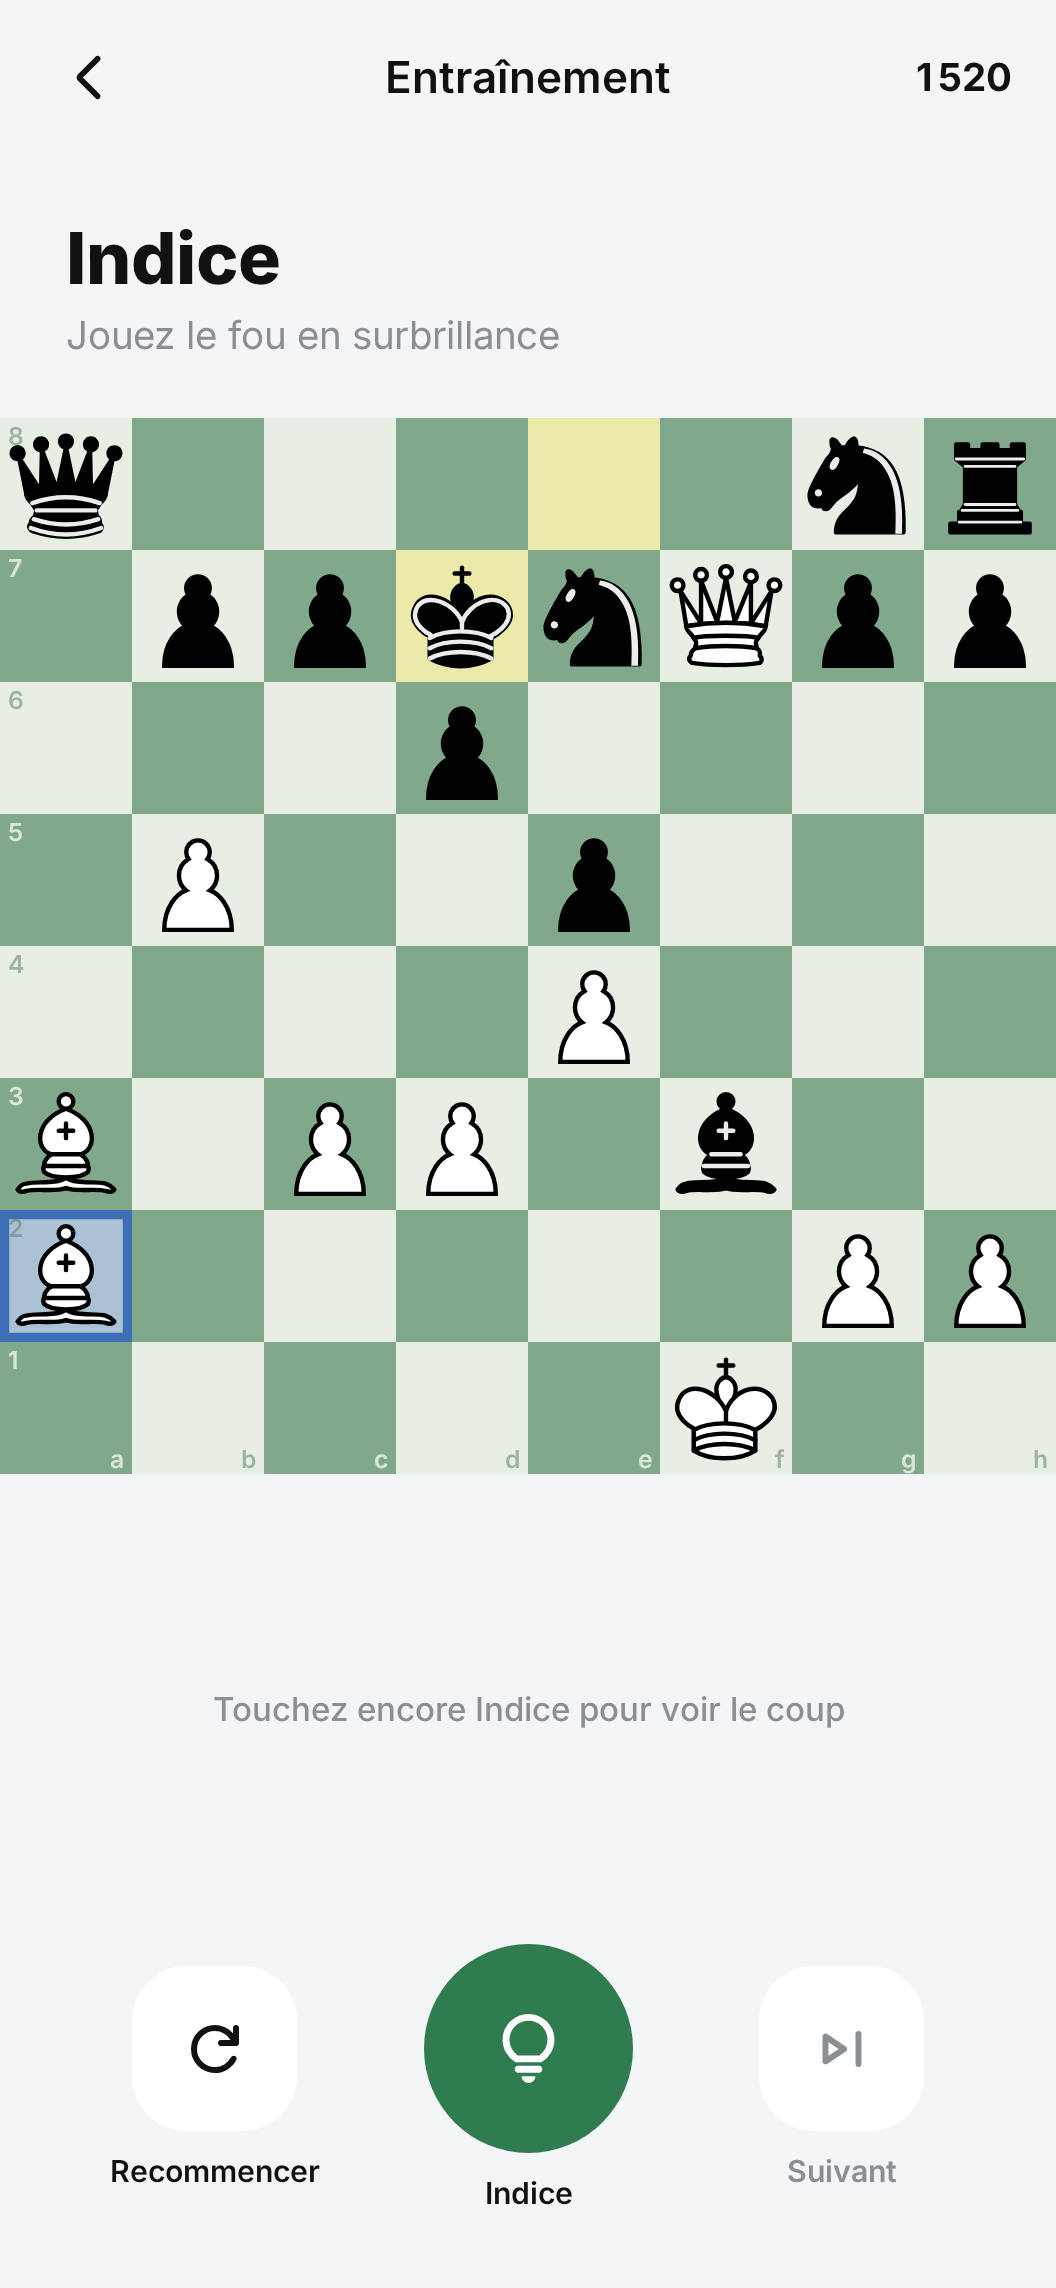 Entraînement
1520
Indice
Jouez le fou en surbrillance
8
7
6
5
4
3
2
1
a b c d e f g h
Touchez encore Indice pour voir le coup
Recommencer
Indice
Suivant